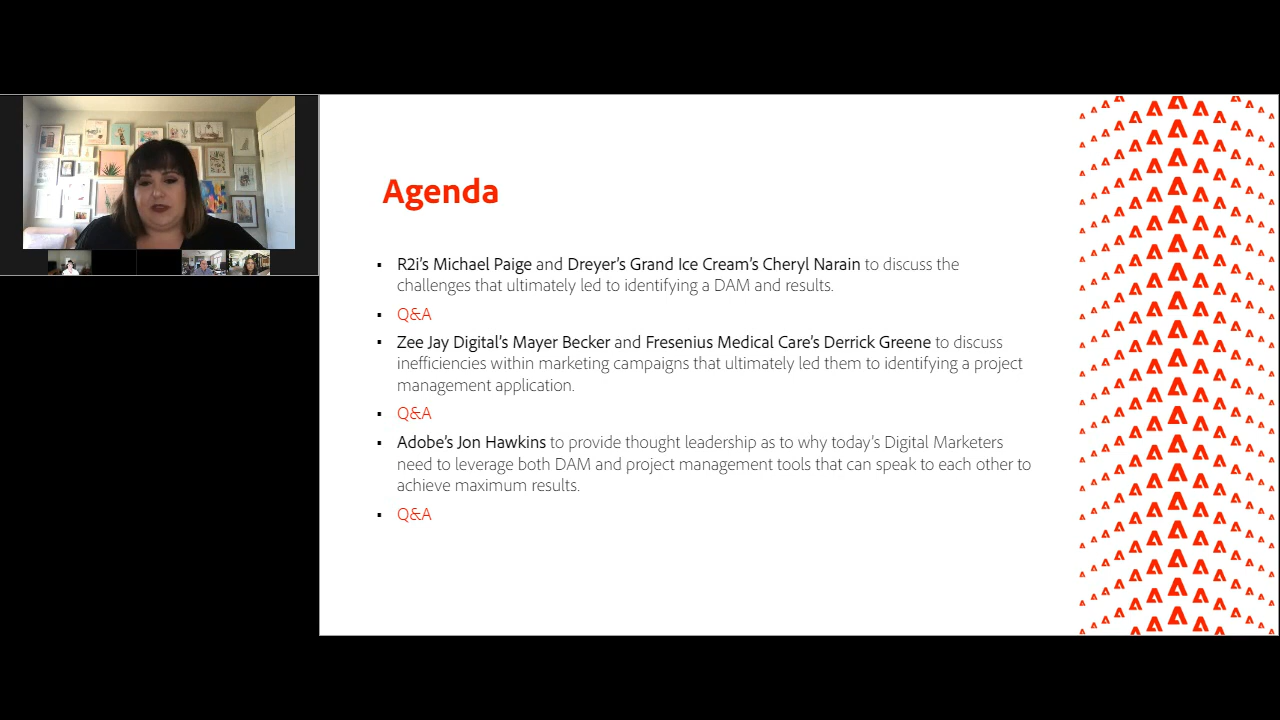 Agenda
▪ R2i’s Michael Paige and Dreyer’s Grand Ice Cream’s Cheryl Narain to discuss the
challenges that ultimately led to identifying a DAM and results.
▪ Q&A
▪ Zee Jay Digital’s Mayer Becker and Fresenius Medical Care’s Derrick Greene to discuss
inefficiencies within marketing campaigns that ultimately led them to identifying a project
management application.
▪ Q&A
▪ Adobe’s Jon Hawkins to provide thought leadership as to why today’s Digital Marketers
need to leverage both DAM and project management tools that can speak to each other to
achieve maximum results.
▪ Q&A